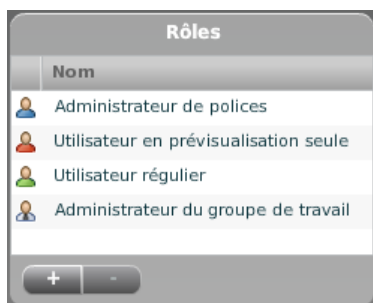 Rôles
Nom
Administrateur de polices
Utilisateur en prévisualisation seule
Utilisateur régulier
Administrateur du groupe de travail
+ -